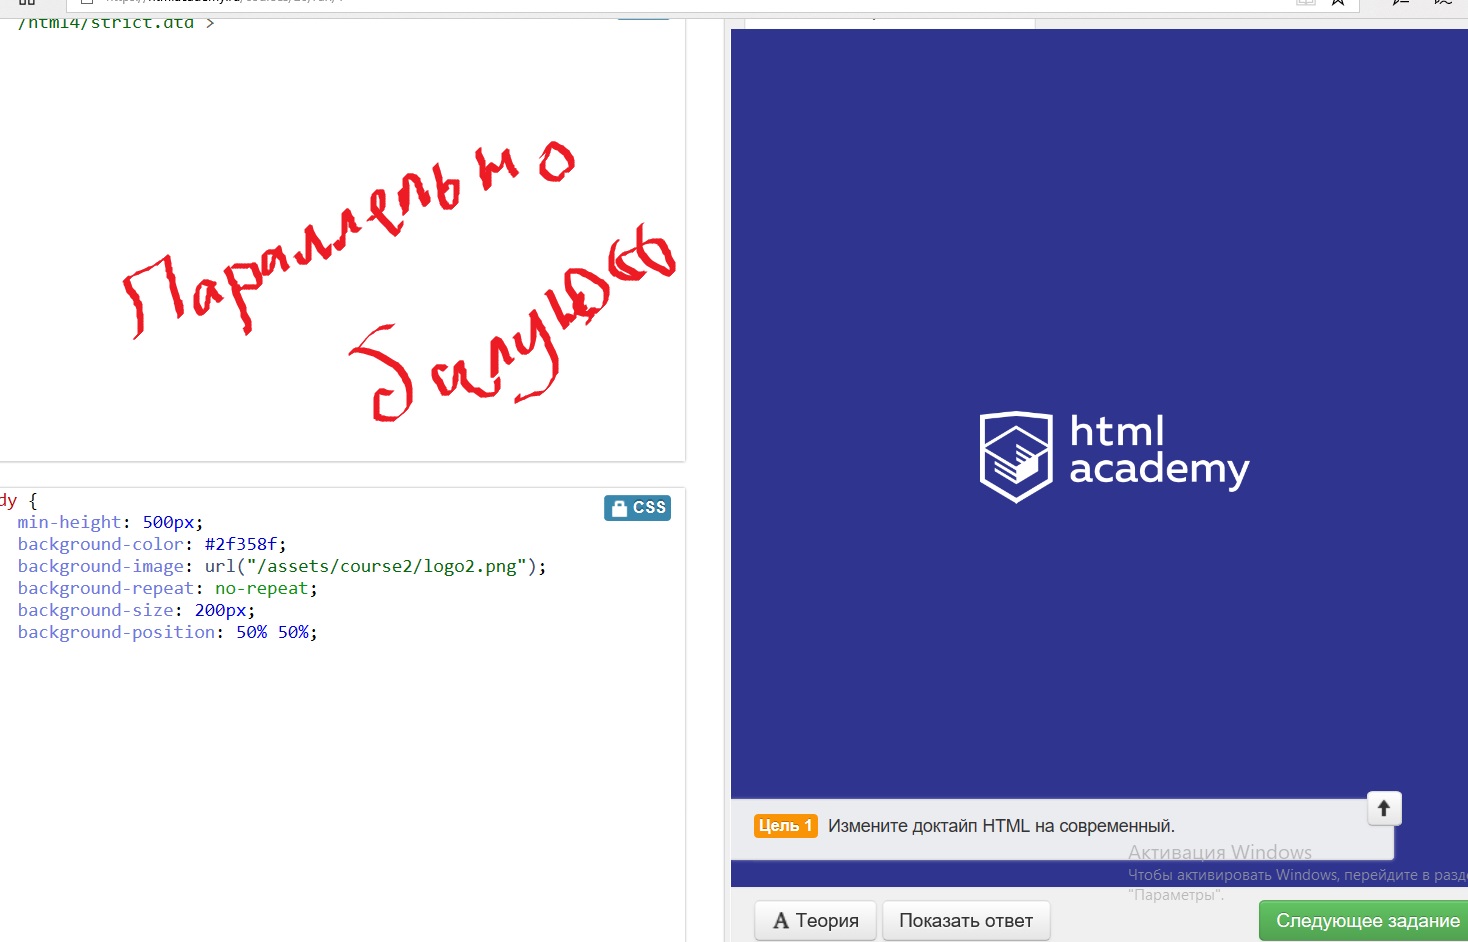 /html4/strict.dtd >
Параллельно
dy {
min-height: 500px;
background-color: #2f358f;
background-image: url("/assets/course2/logo2.png");
background-repeat: no-repeat;
background-size: 200px;
background-position: 50% 50%;
CSS
html
academy
Цель 1 Измените доктайп HTML на современный.
Активация Windows
Чтобы активировать Windows, перейдите в разд
"Параметры".
А Теория
Показать ответ
Следующее задание